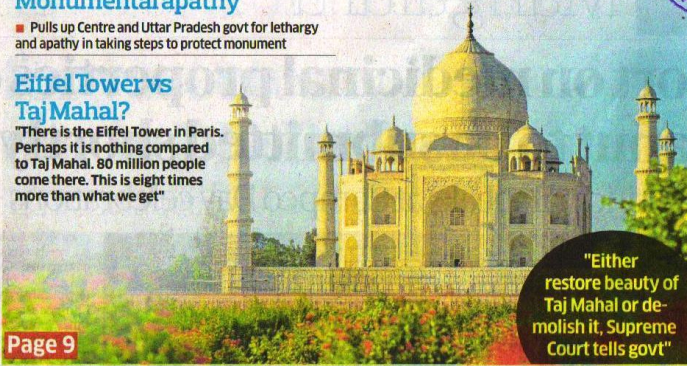 Monumental apathy
Pulls up Centre and Uttar Pradesh govt for lethargy
and apathy in taking steps to protect monument
Eiffel Tower vs
Taj Mahal?
"There is the Eiffel Tower in Paris.
Perhaps it is nothing compared
to Taj Mahal. 80 million people
come there. This is eight times
more than what we get"
"Either
restore beauty of
Taj Mahal or de-
molish it, Supreme
Court tells govt"
Page 9